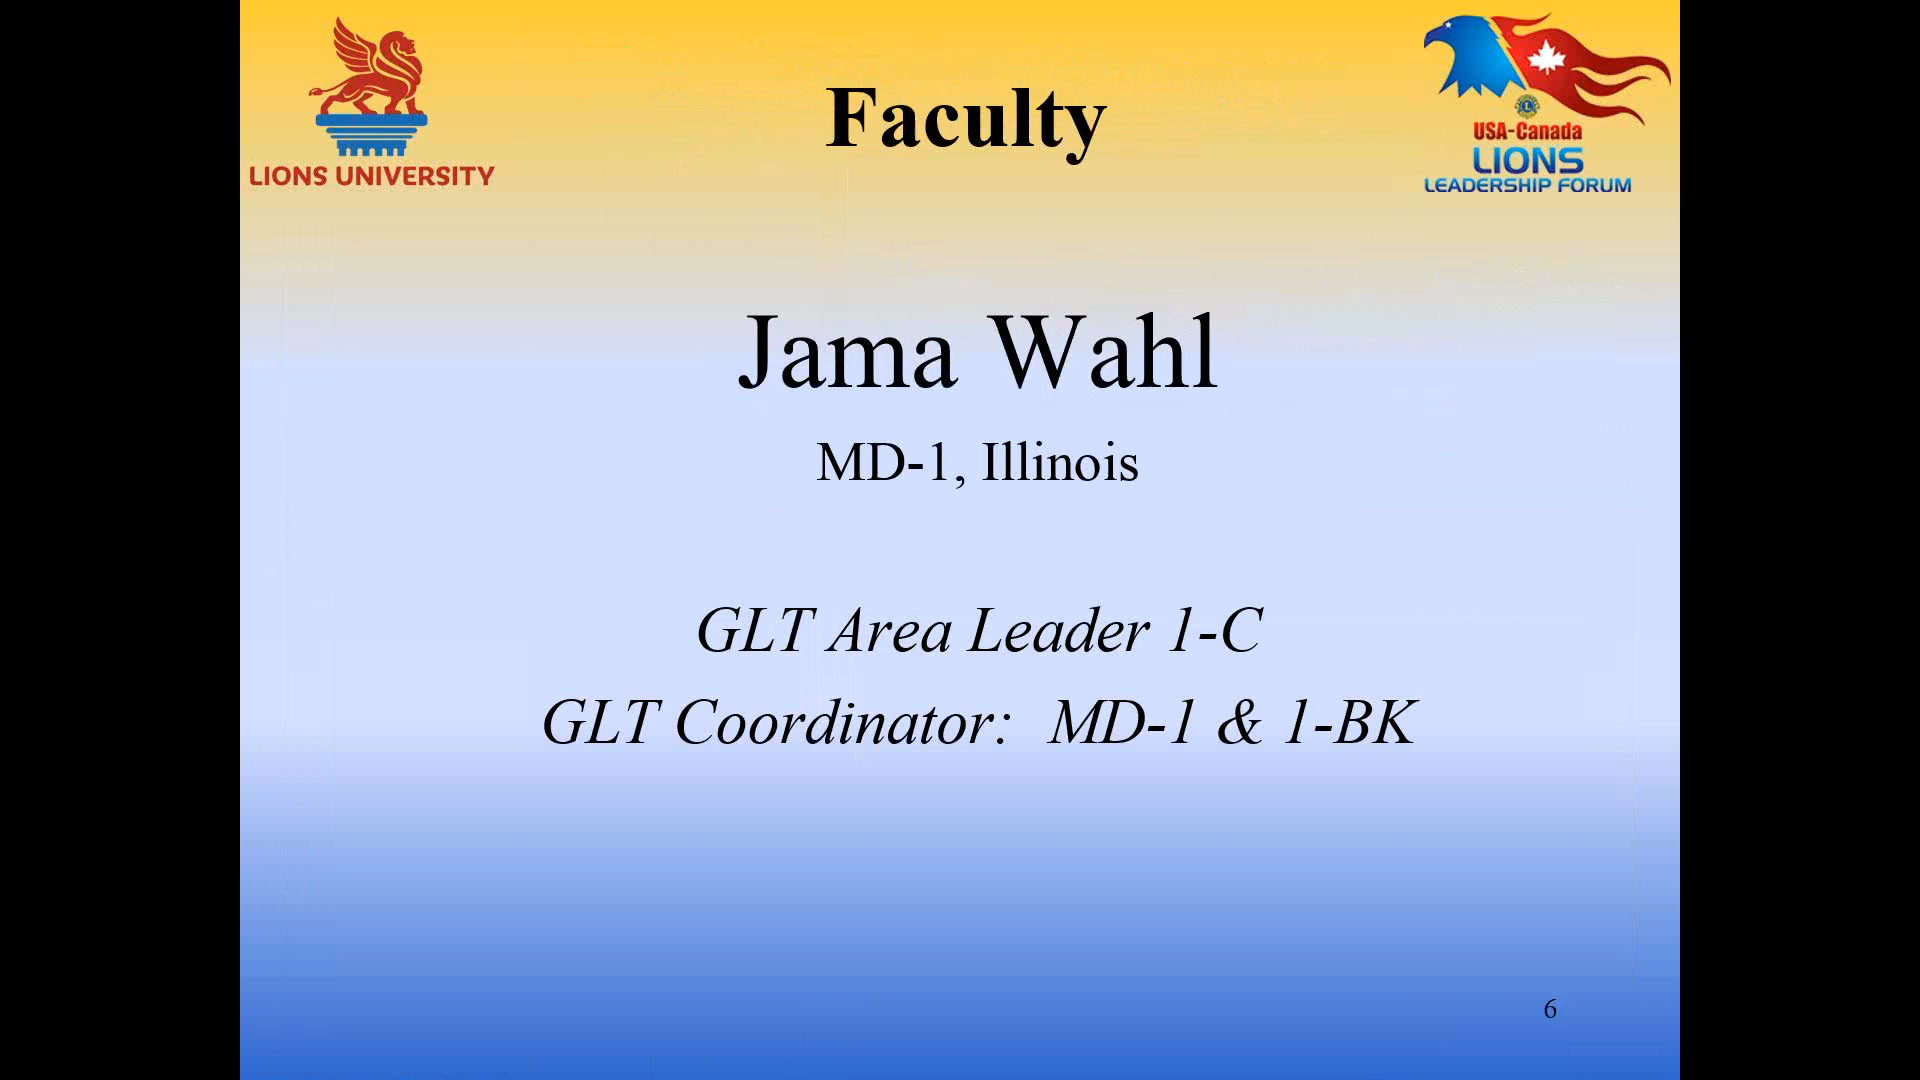 LIONS UNIVERSITY
Faculty
USA-Canada
LIONS
LEADERSHIP FORUM
Jama Wahl
MD-1, Illinois
GLT Area Leader 1-C
GLT Coordinator:  MD-1 & 1-BK
6